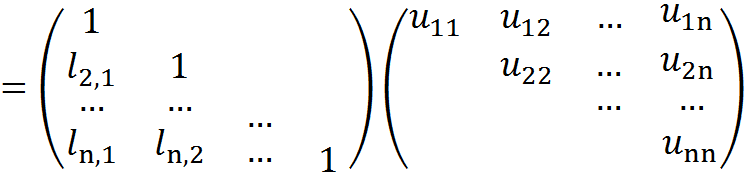 1 u₁₁ u₁₂ … u₁ₙ
l₂,₁ 1 u₂₂ … u₂ₙ
= … … … … …
lₙ,₁ lₙ,₂ … 1 uₙₙ